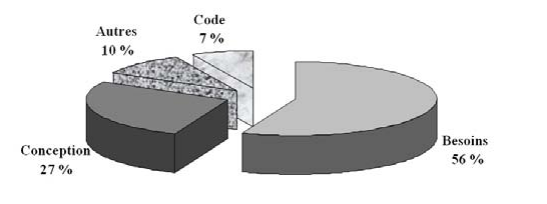 Code
7 %
Autres
10 %
Conception
27 %
Besoins
56 %